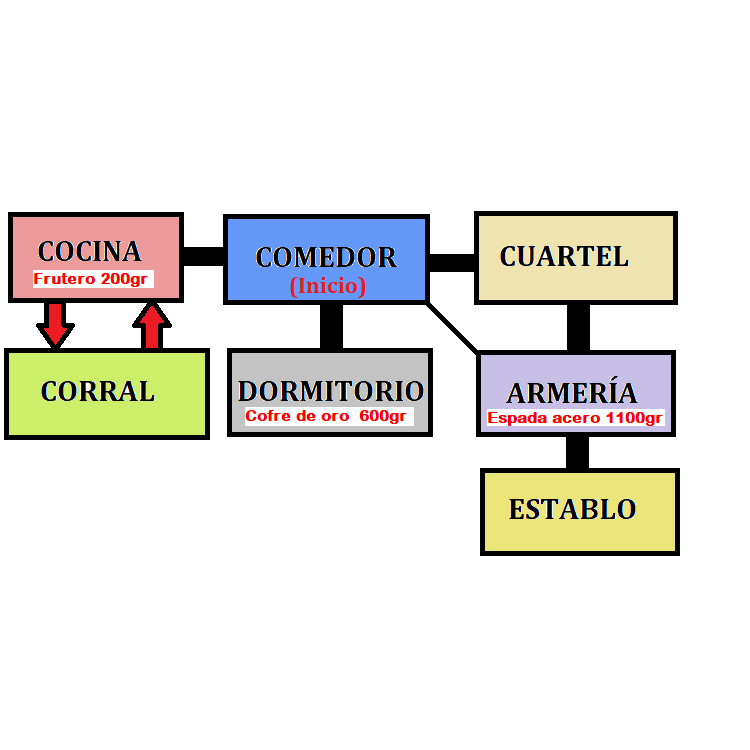 COCINA
Frutero 200gr
COMEDOR
(Inicio)
CUARTEL
CORRAL
DORMITORIO
Cofre de oro 600gr
ARMERÍA
Espada acero 1100gr
ESTABLO